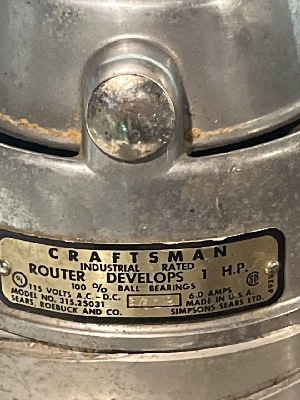 CRAFTSMAN
INDUSTRIAL RATED
ROUTER DEVELOPS 1 H.P.
100 % BALL BEARINGS
115 VOLTS A.C.-D.C. 6.0 AMPS
MODEL NO. 315.25031 MADE IN U.S.A.
SEARS, ROEBUCK AND CO. SIMPSONS SEARS LTD.